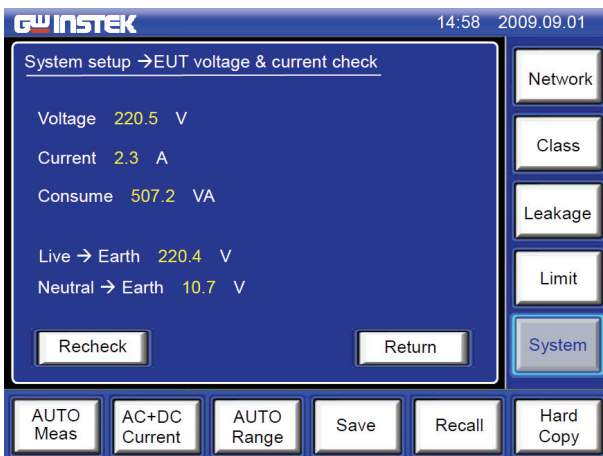 GWINSTEK 14:58 2009.09.01
System setup →EUT voltage & current check
Voltage 220.5 V
Current 2.3 A
Consume 507.2 VA
Live → Earth 220.4 V
Neutral → Earth 10.7 V
Recheck Return
Network
Class
Leakage
Limit
System
AUTO Meas
AC+DC Current
AUTO Range
Save
Recall
Hard Copy